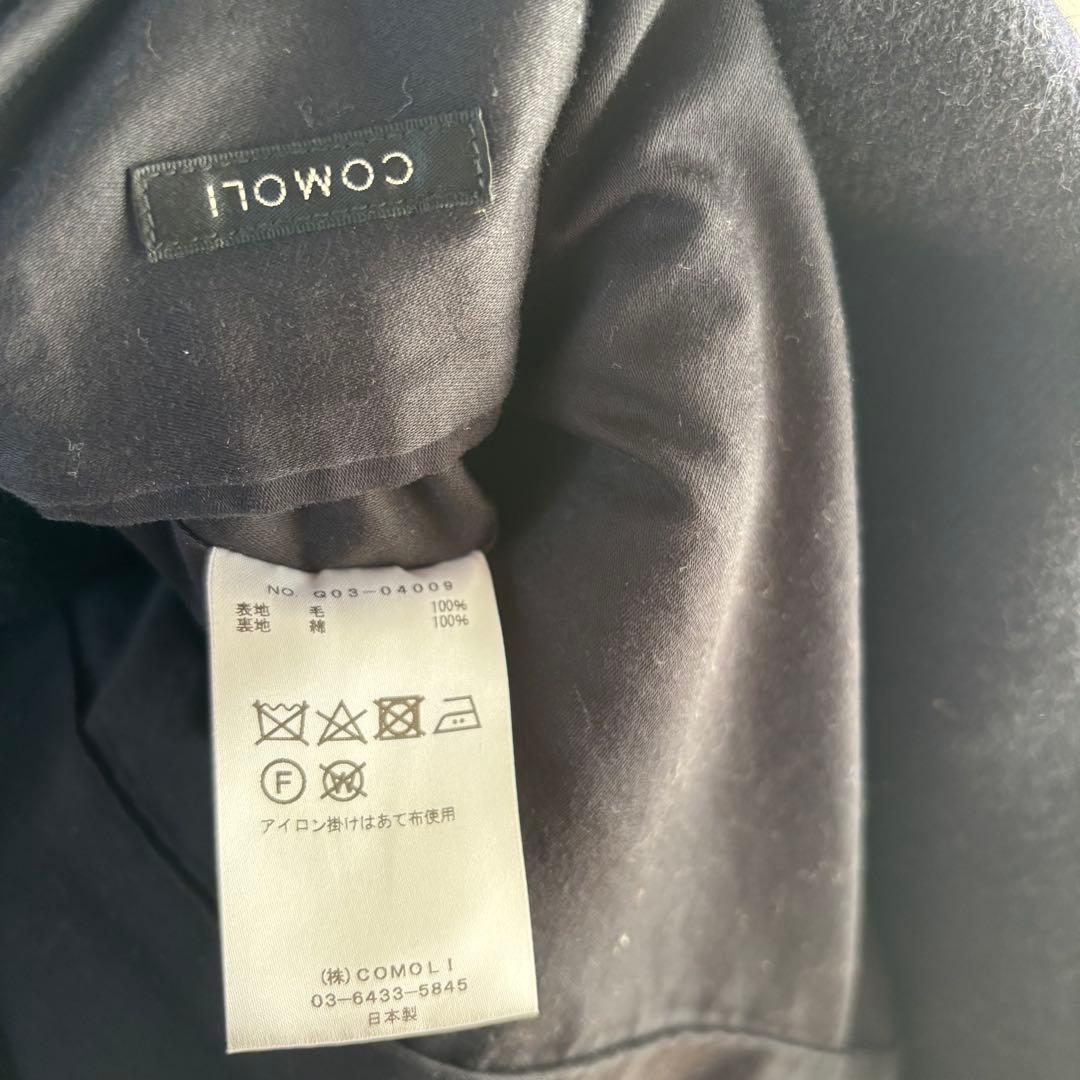 COMOLI
No. Q03-04009
表地 毛 100%
裏地 綿 100%
F
W
アイロン掛けはあて布使用
(株)COMOLI
03-6433-5845
日本製